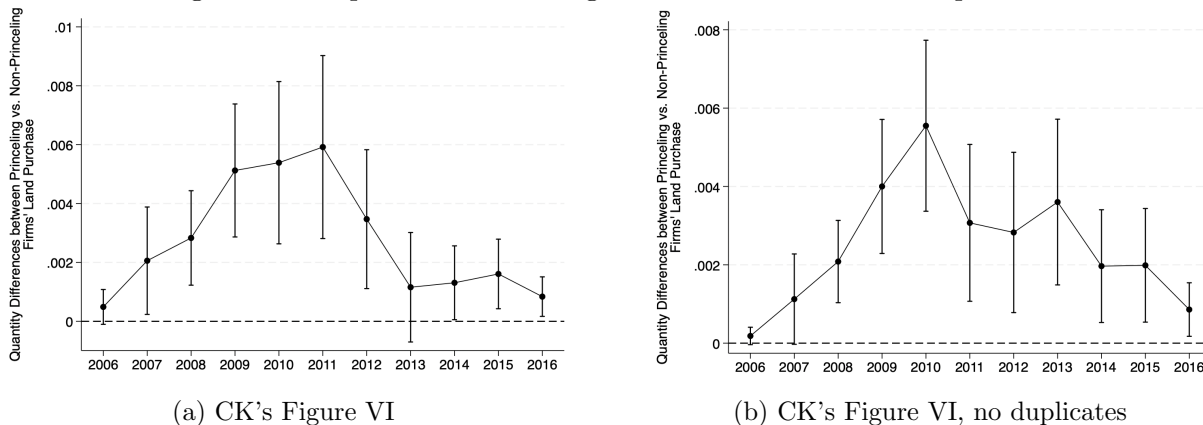 Quantity Differences between Princeling vs. Non-Princeling
Firms' Land Purchase
.01
.008
.006
.004
.002
0
2006 2007 2008 2009 2010 2011 2012 2013 2014 2015 2016
(a) CK's Figure VI
Quantity Differences between Princeling vs. Non-Princeling
Firms' Land Purchase
.008
.006
.004
.002
0
2006 2007 2008 2009 2010 2011 2012 2013 2014 2015 2016
(b) CK's Figure VI, no duplicates